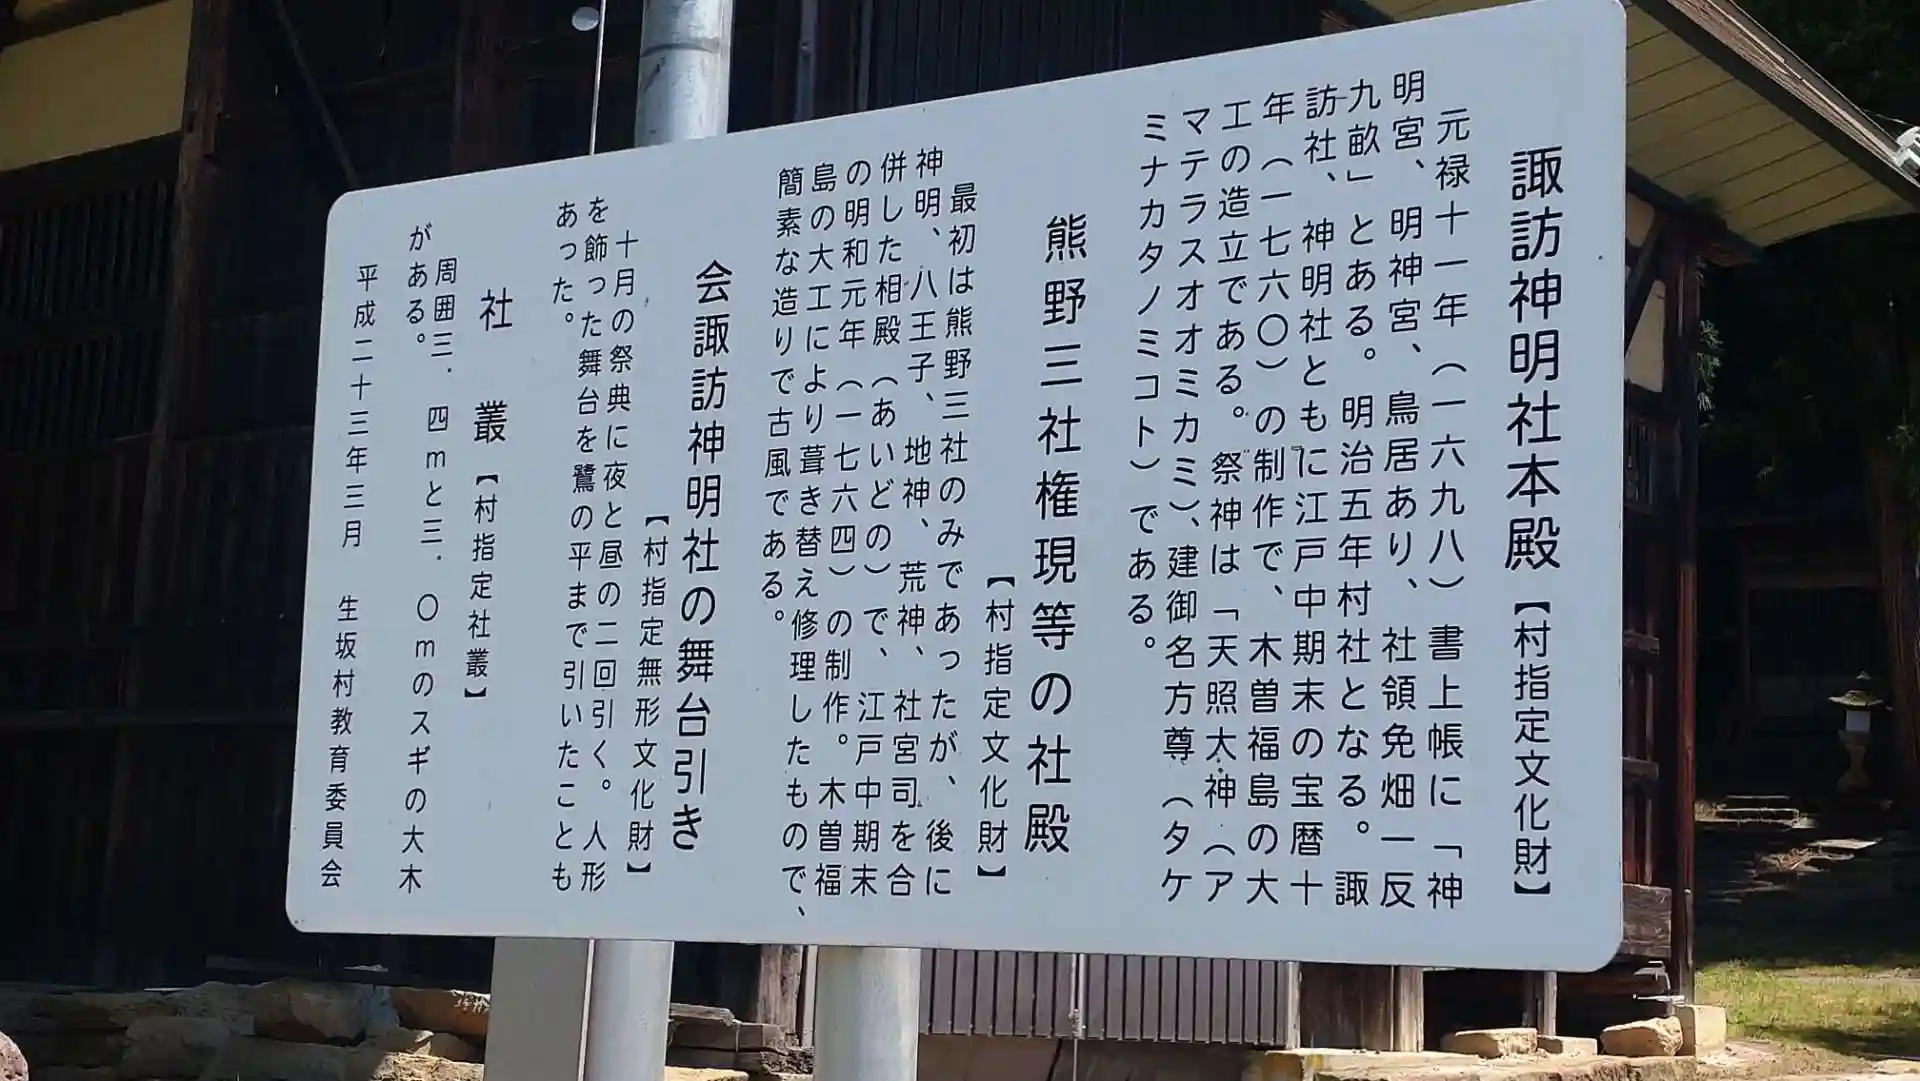 諏訪神明社本殿【村指定文化財】
元禄十一年（一六九八）書上帳に「神
明宮、明神宮、鳥居あり、社領免畑一反
九畝」とある。明治五年村社となる。諏
訪社、神明社ともに江戸中期末の宝暦十
年（一七六〇）の制作で、木曽福島の大
工の造立である。祭神は「天照大神（ア
マテラスオオミカミ）、建御名方尊（タケ
ミナカタノミコト）である。
熊野三社権現等の社殿
【村指定文化財】
最初は熊野三社のみであったが、後に
神明、八王子、地神、荒神、社宮司を合
併した相殿（あいどの）で、江戸中期末
の明和元年（一七六四）の制作。木曽福
島の大工により葺き替え修理したもので、
簡素な造りで古風である。
会諏訪神明社の舞台引き
【村指定無形文化財】
十月の祭典に夜と昼の二回引く。人形
を飾った舞台を鷺の平まで引いたことも
あった。
社叢【村指定社叢】
周囲三．四ｍと三．〇ｍのスギの大木
がある。
平成二十三年三月　生坂村教育委員会